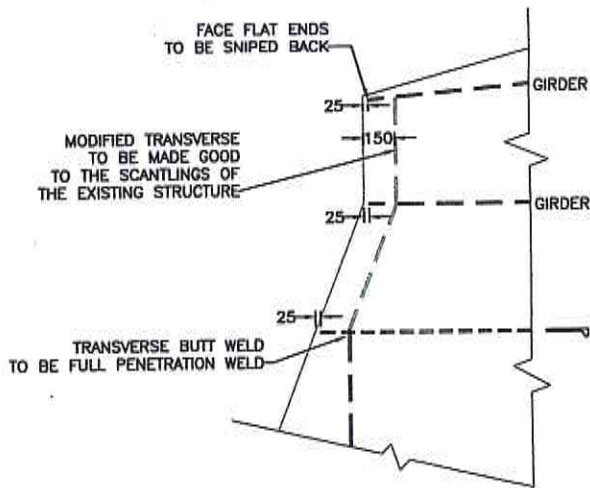 FACE FLAT ENDS
TO BE SNIPED BACK
GIRDER
25
MODIFIED TRANSVERSE
TO BE MADE GOOD
TO THE SCANTLINGS OF
THE EXISTING STRUCTURE
150
GIRDER
25
25
TRANSVERSE BUTT WELD
TO BE FULL PENETRATION WELD